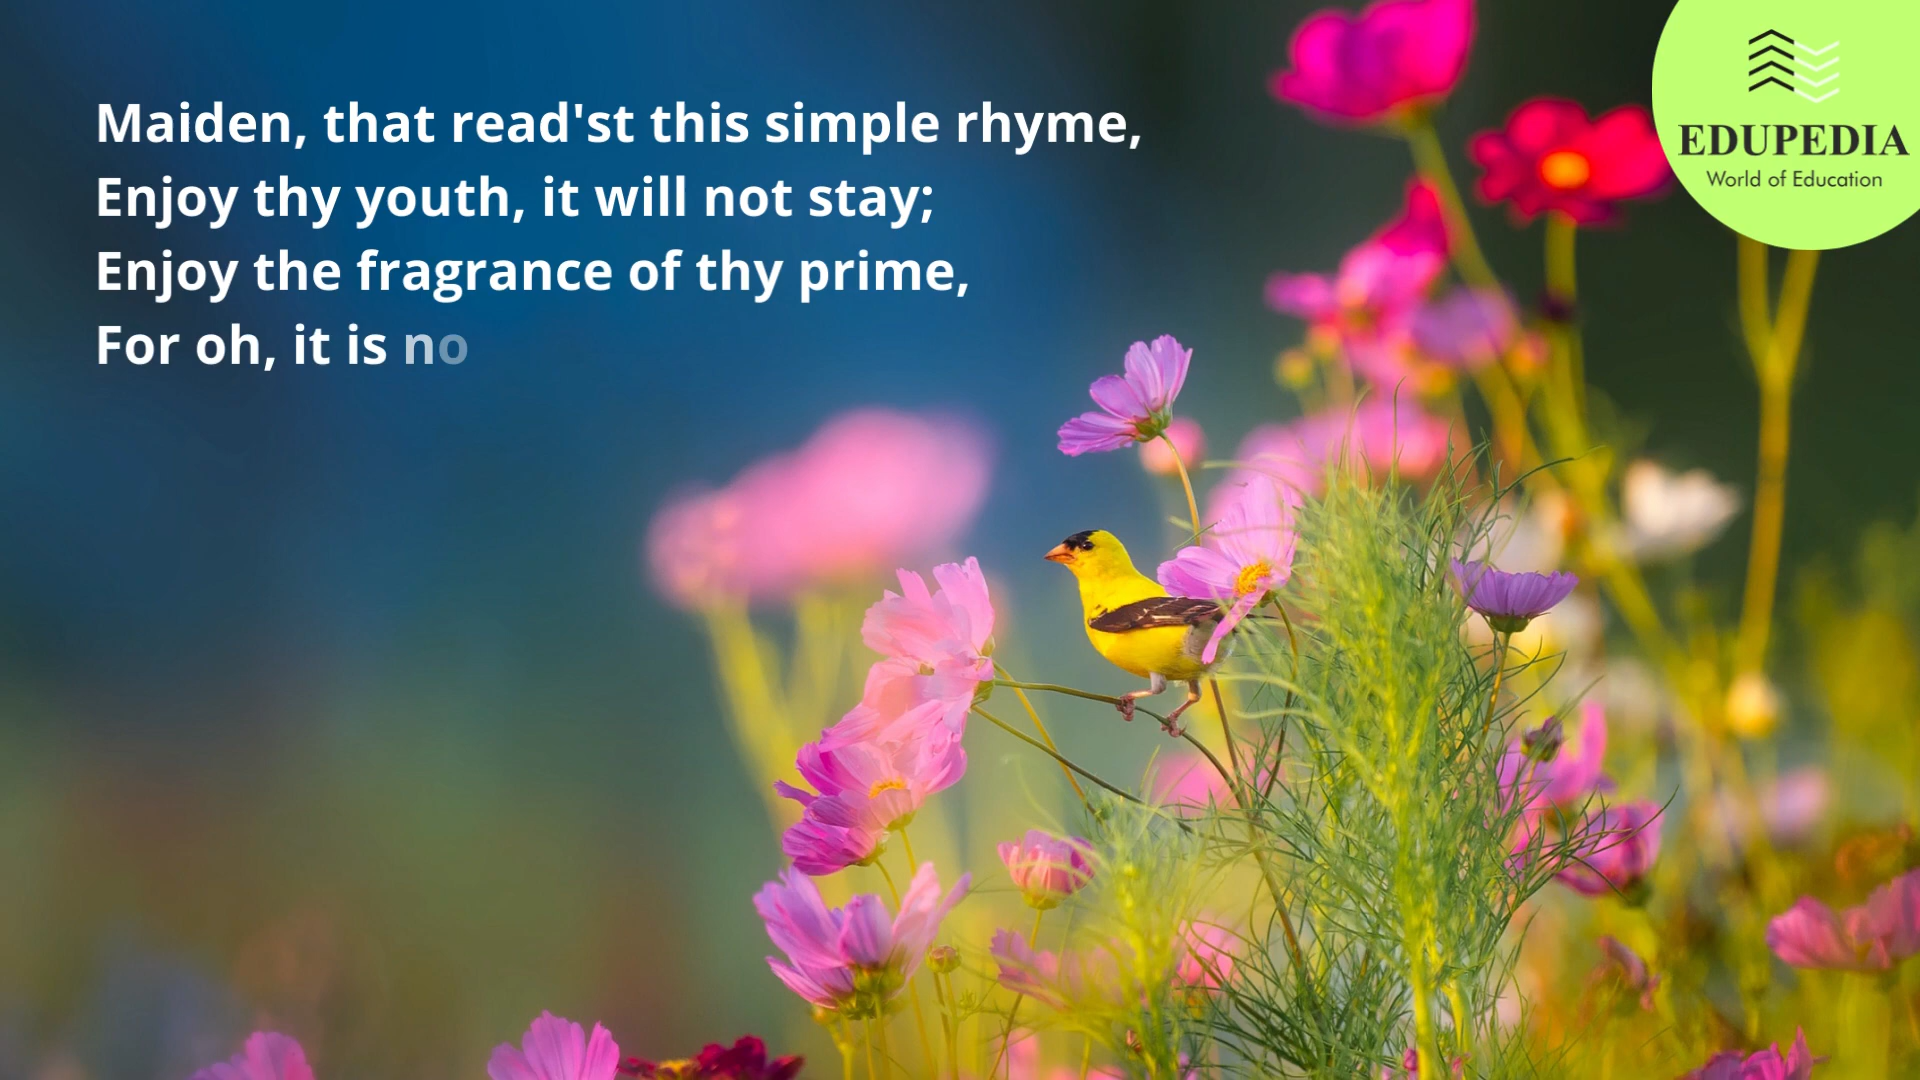 Maiden, that read'st this simple rhyme,
Enjoy thy youth, it will not stay;
Enjoy the fragrance of thy prime,
For oh, it is no
EDUPEDIA
World of Education